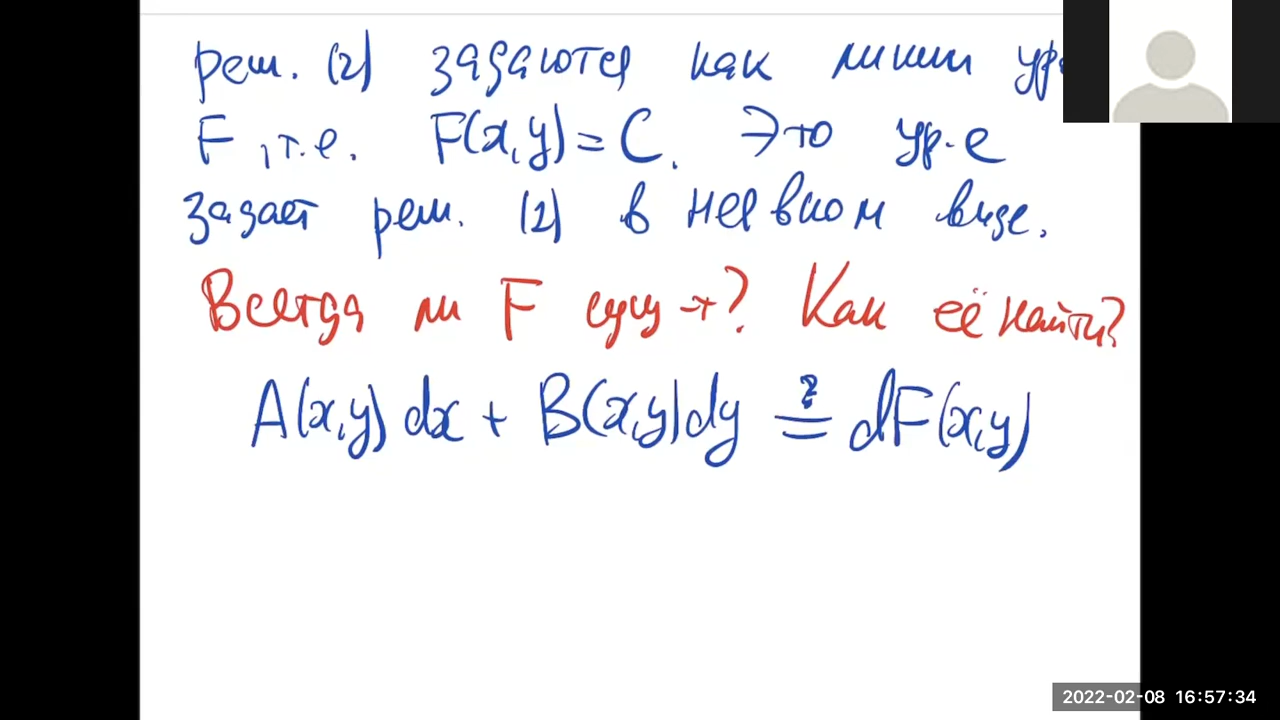 реш. (2) задаются как линии ур
F, т.е. F(x,y) = C. Это ур-е
задает реш. (2) в неявном виде.
Всегда ли F сущ-т? Как её найти?
A(x,y)dx + B(x,y)dy ≟ dF(x,y)
2022-02-08 16:57:34